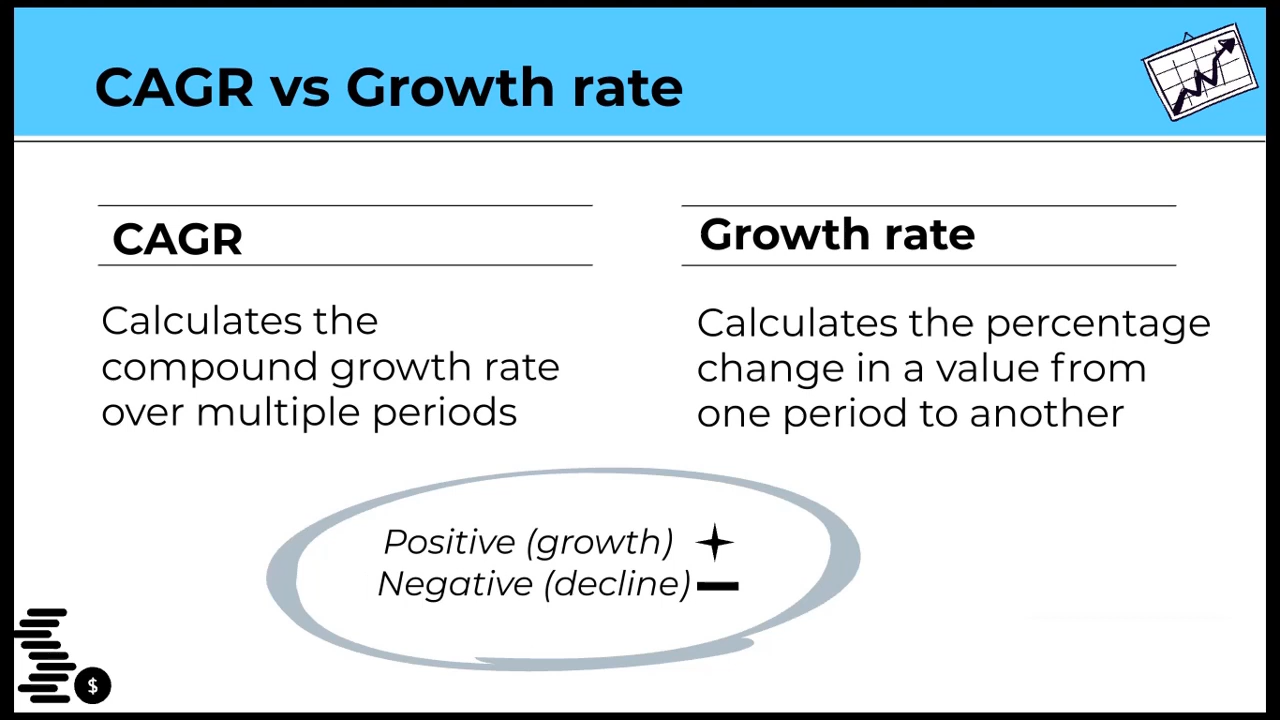 CAGR vs Growth rate
CAGR
Calculates the
compound growth rate
over multiple periods
Growth rate
Calculates the percentage
change in a value from
one period to another
Positive (growth)
Negative (decline)
$